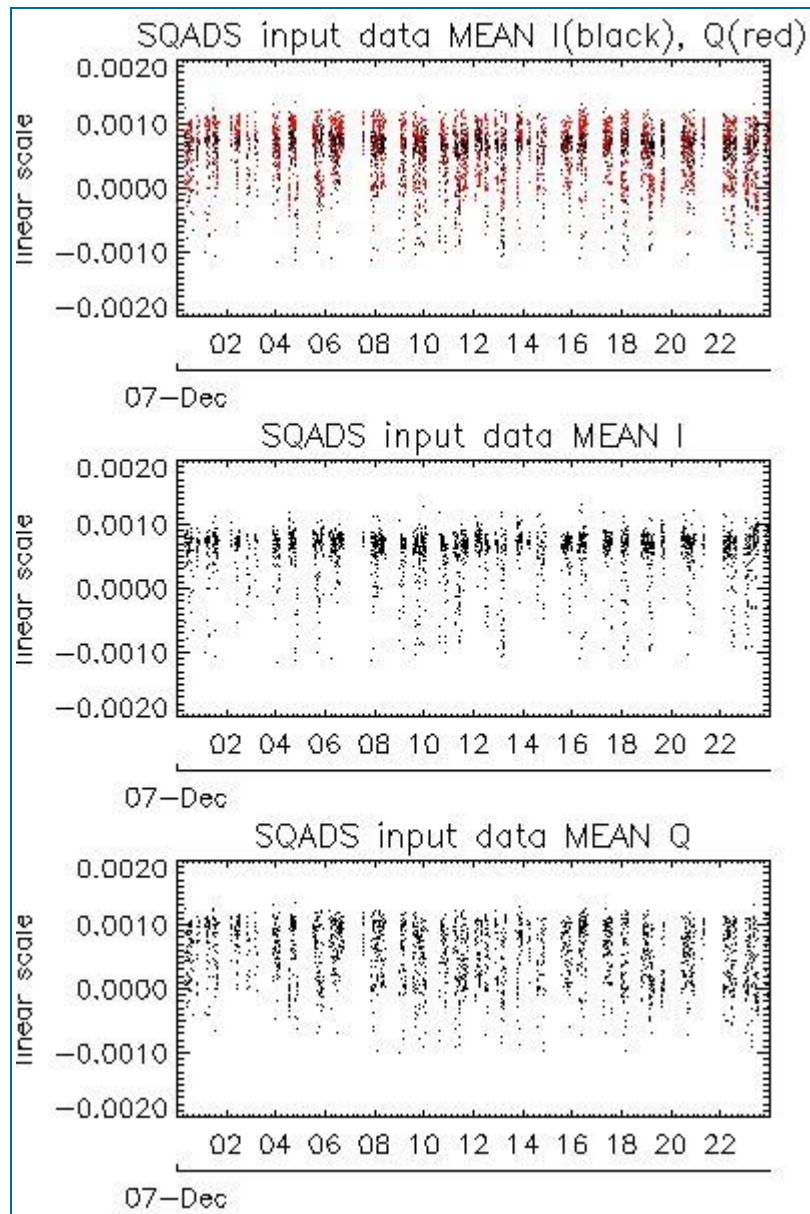 SQADS input data MEAN I(black), Q(red)
0.0020
0.0010
0.0000
−0.0010
−0.0020
linear scale
02 04 06 08 10 12 14 16 18 20 22
07−Dec
SQADS input data MEAN I
0.0020
0.0010
0.0000
−0.0010
−0.0020
linear scale
02 04 06 08 10 12 14 16 18 20 22
07−Dec
SQADS input data MEAN Q
0.0020
0.0010
0.0000
−0.0010
−0.0020
linear scale
02 04 06 08 10 12 14 16 18 20 22
07−Dec